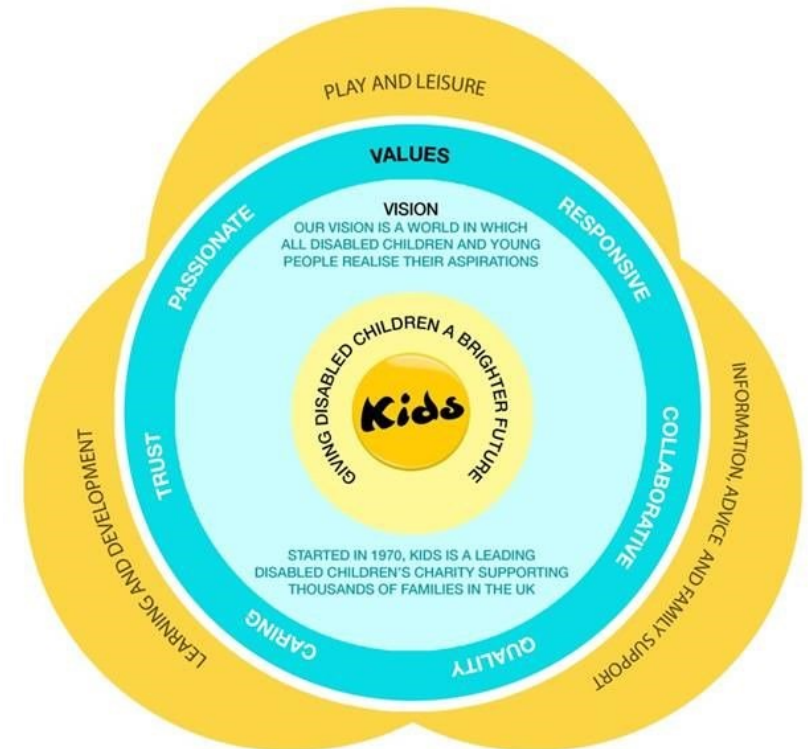 PLAY AND LEISURE
VALUES
PASSIONATE
RESPONSIVE
VISION
OUR VISION IS A WORLD IN WHICH
ALL DISABLED CHILDREN AND YOUNG
PEOPLE REALISE THEIR ASPIRATIONS
GIVING DISABLED CHILDREN A BRIGHTER FUTURE
Kids
TRUST
COLLABORATIVE
LEARNING AND DEVELOPMENT
INFORMATION, ADVICE AND FAMILY SUPPORT
STARTED IN 1970, KIDS IS A LEADING
DISABLED CHILDREN'S CHARITY SUPPORTING
THOUSANDS OF FAMILIES IN THE UK
CARING
QUALITY